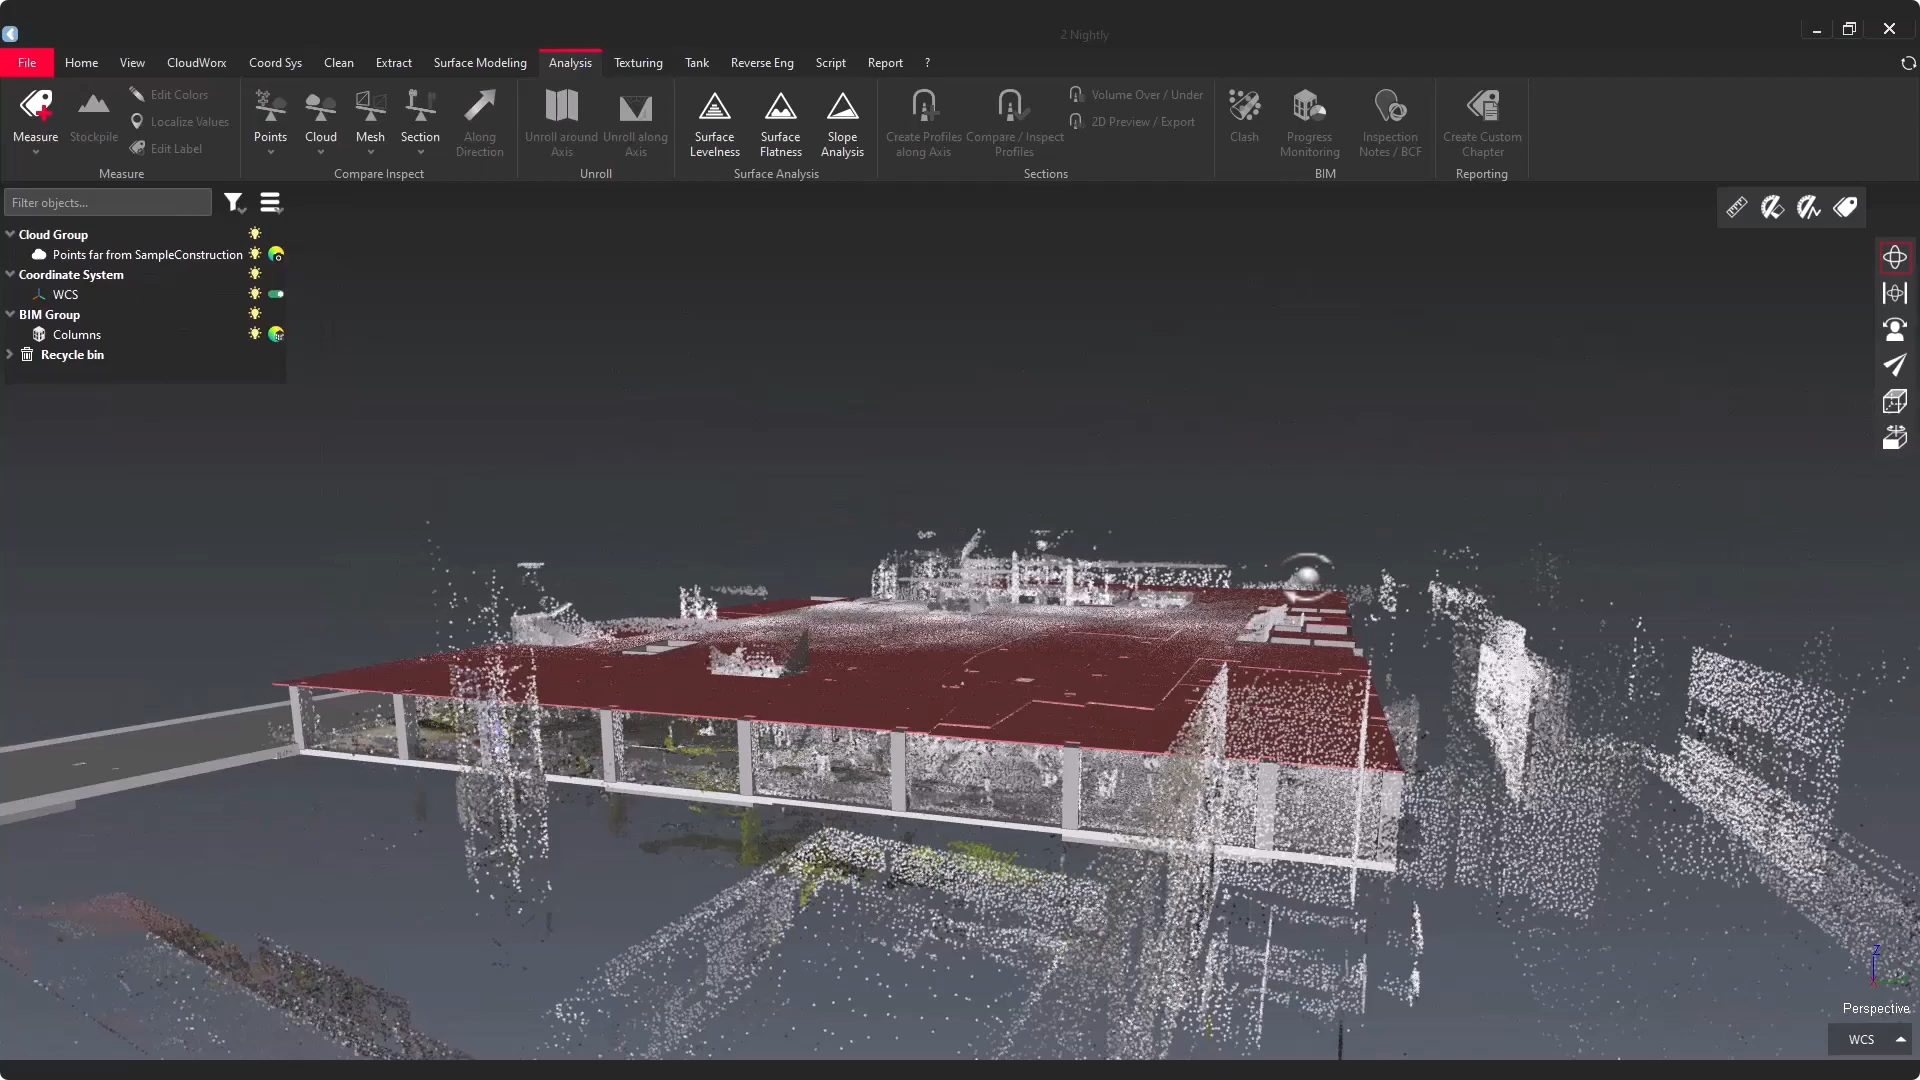 2 Nightly
File Home View CloudWorx Coord Sys Clean Extract Surface Modeling Analysis Texturing Tank Reverse Eng Script Report ?
Measure
Stockpile
Edit Colors
Localize Values
Edit Label
Measure
Points
Cloud
Mesh
Section
Along
Direction
Compare Inspect
Unroll around
Axis
Unroll along
Axis
Unroll
Surface
Levelness
Surface
Flatness
Slope
Analysis
Surface Analysis
Create Profiles
along Axis
Compare / Inspect
Profiles
Volume Over / Under
2D Preview / Export
Sections
Clash
Progress
Monitoring
Inspection
Notes / BCF
BIM
Create Custom
Chapter
Reporting
Filter objects...
Cloud Group
Points far from SampleConstruction
Coordinate System
WCS
BIM Group
Columns
Recycle bin
Z
Perspective
WCS